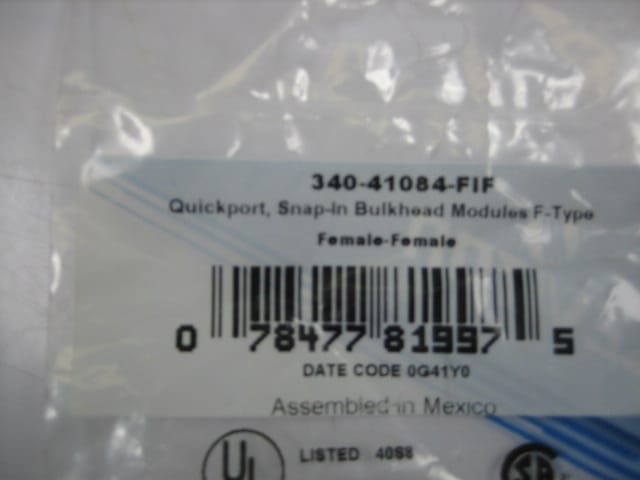 340-41084-FIF
Quickport, Snap-In Bulkhead Modules F-Type
Female-Female
0 78477 81997 5
DATE CODE 0G41Y0
Assembled in Mexico
UL LISTED 40S8